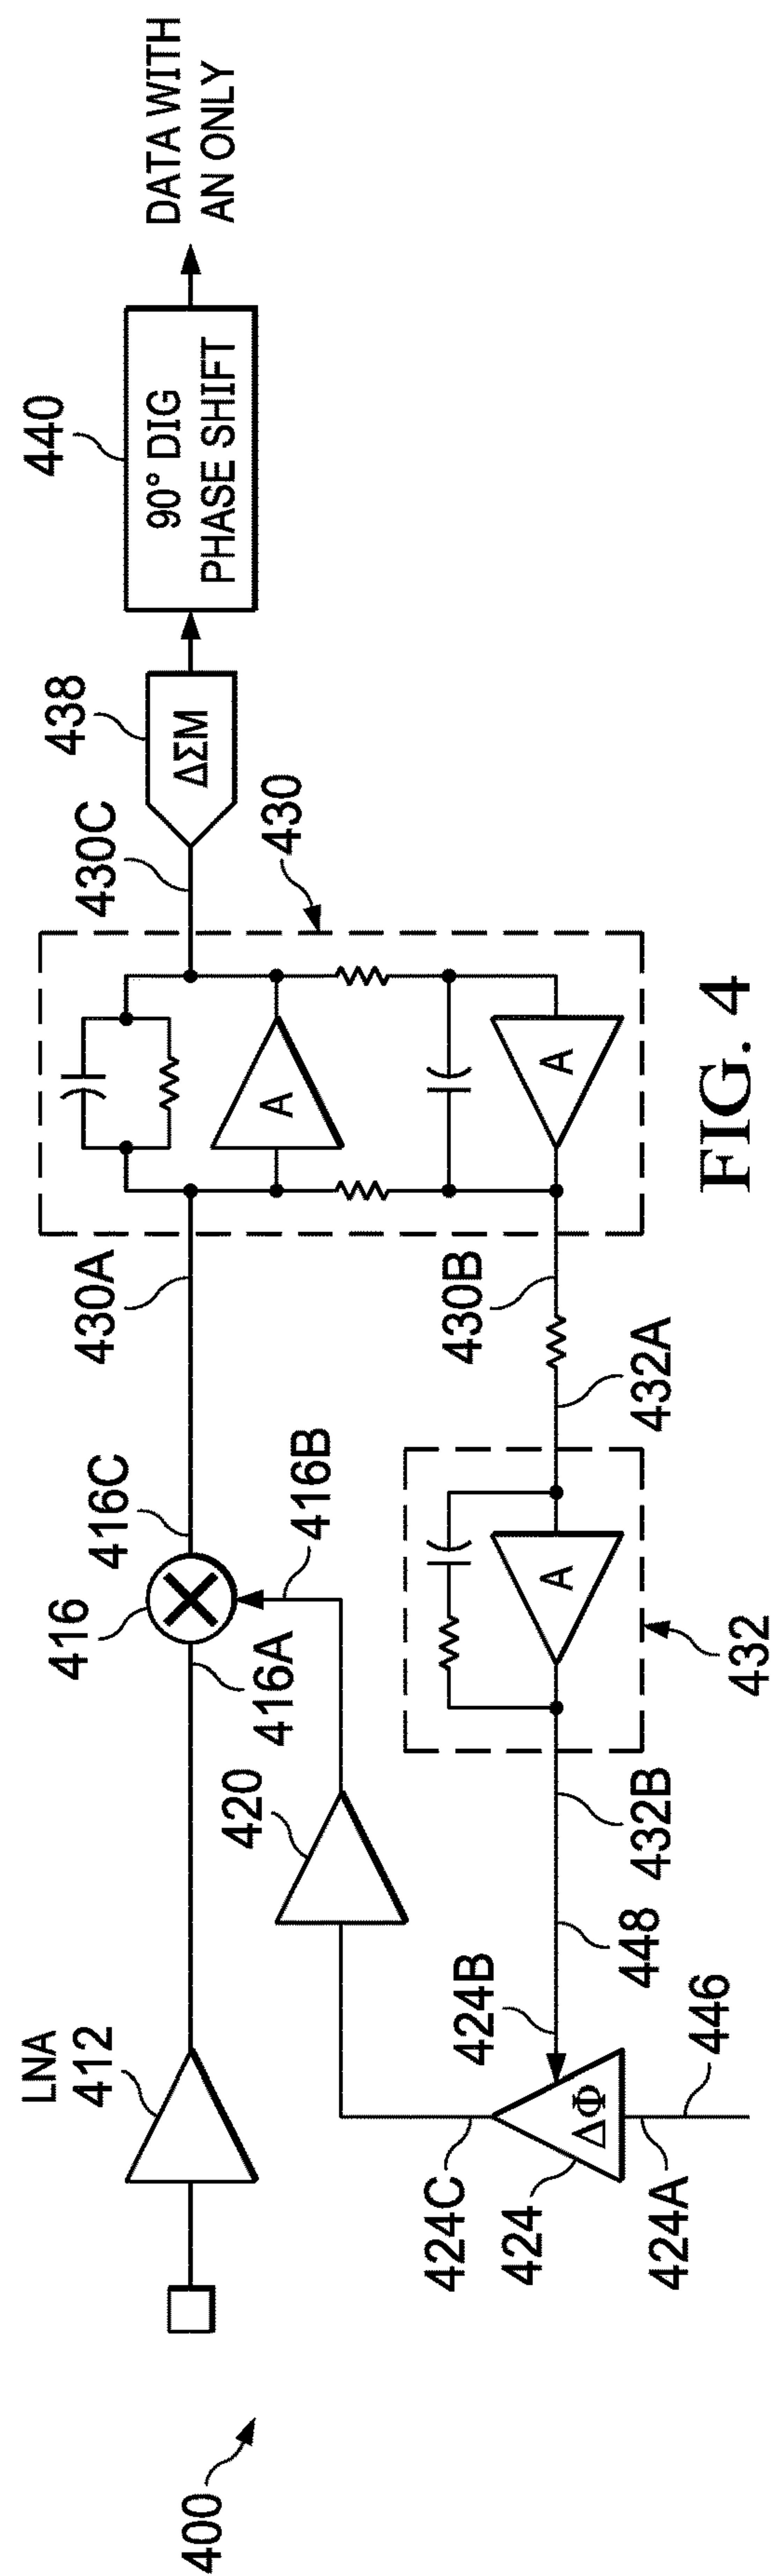 400
LNA
412
416
416A
416B
416C
420
424
424A
424B
424C
ΔΦ
446
448
430A
430B
430C
430
A
A
432A
432B
432
A
438
ΔΣM
440
90° DIG
PHASE SHIFT
DATA WITH
AN ONLY
FIG. 4